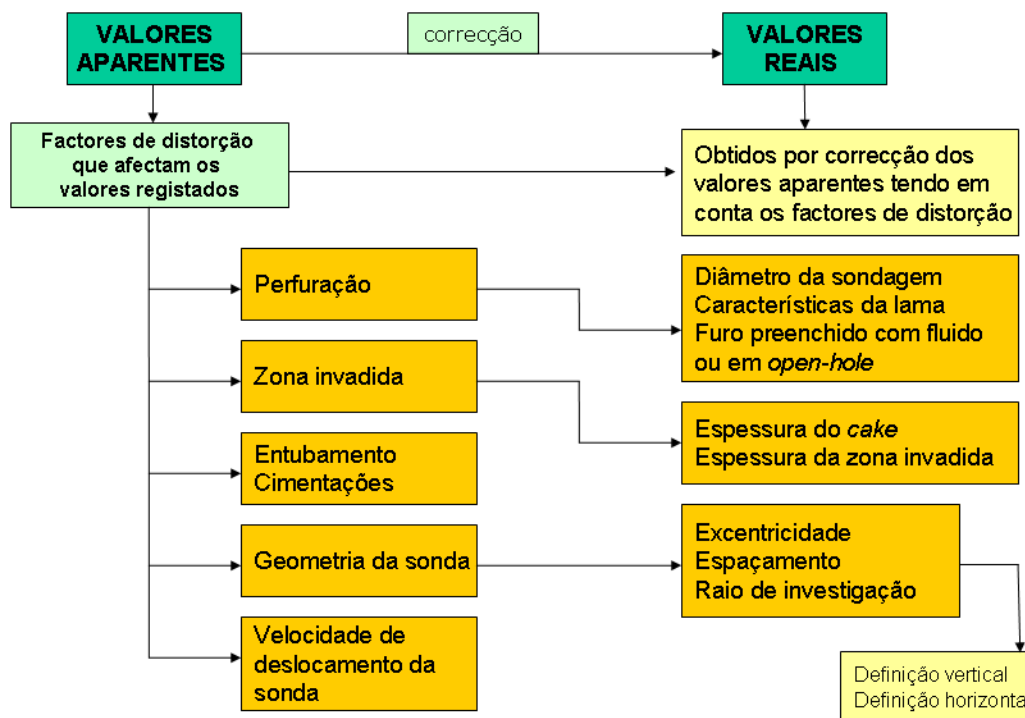 VALORES
APARENTES
correcção
VALORES
REAIS
Factores de distorção
que afectam os
valores registados
Obtidos por correcção dos
valores aparentes tendo em
conta os factores de distorção
Perfuração
Diâmetro da sondagem
Características da lama
Furo preenchido com fluido
ou em open-hole
Zona invadida
Espessura do cake
Espessura da zona invadida
Entubamento
Cimentações
Geometria da sonda
Excentricidade
Espaçamento
Raio de investigação
Velocidade de
deslocamento da
sonda
Definição vertical
Definição horizonta